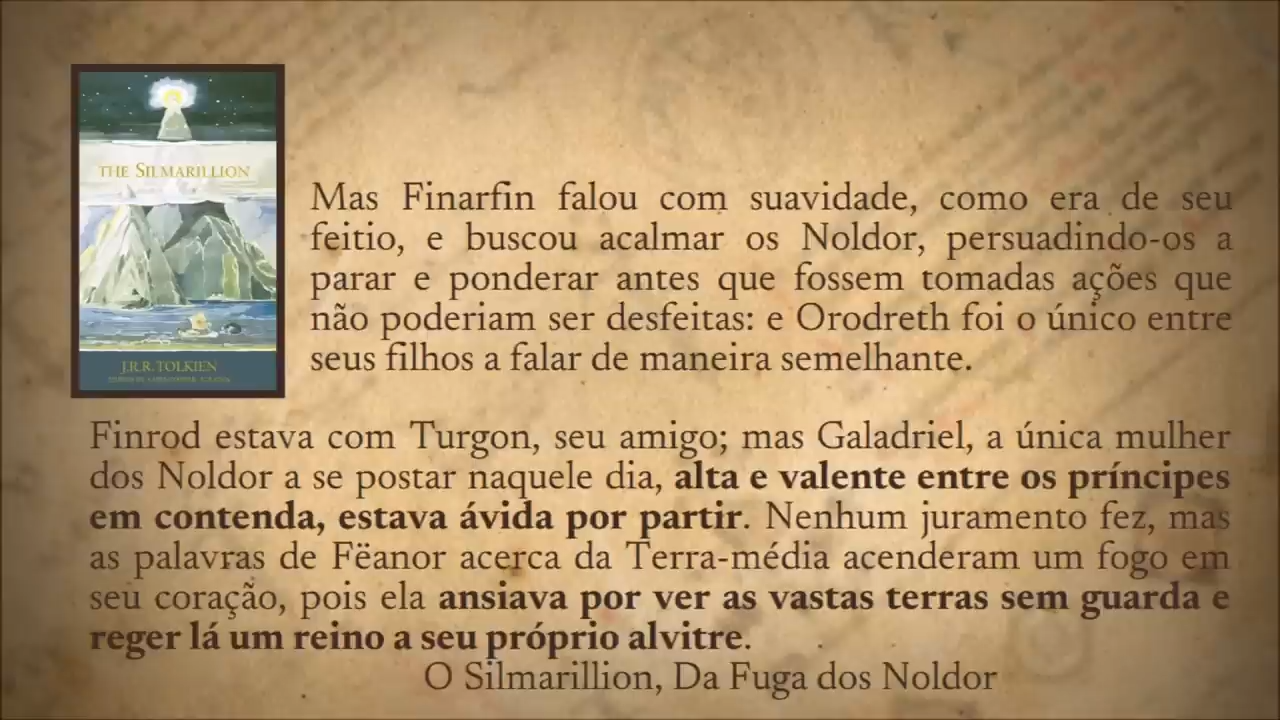 THE SILMARILLION
J.R.R. TOLKIEN
Mas Finarfin falou com suavidade, como era de seu
feitio, e buscou acalmar os Noldor, persuadindo-os a
parar e ponderar antes que fossem tomadas ações que
não poderiam ser desfeitas: e Orodreth foi o único entre
seus filhos a falar de maneira semelhante.
Finrod estava com Turgon, seu amigo; mas Galadriel, a única mulher
dos Noldor a se postar naquele dia, alta e valente entre os príncipes
em contenda, estava ávida por partir. Nenhum juramento fez, mas
as palavras de Fëanor acerca da Terra-média acenderam um fogo em
seu coração, pois ela ansiava por ver as vastas terras sem guarda e
reger lá um reino a seu próprio alvitre.
O Silmarillion, Da Fuga dos Noldor